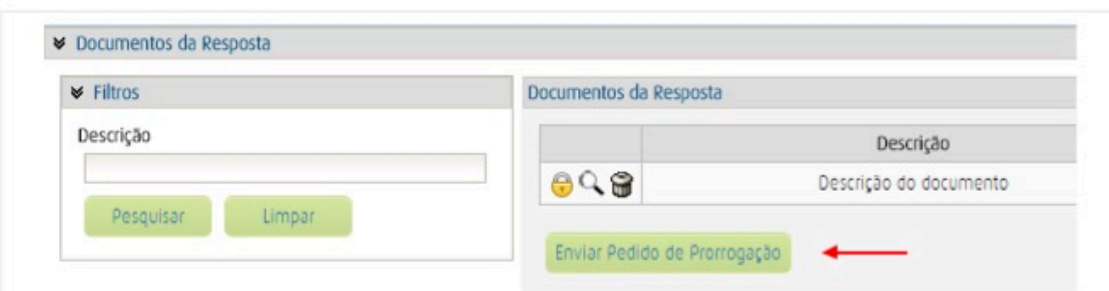 Documentos da Resposta
Filtros
Descrição
Pesquisar Limpar
Documentos da Resposta
Descrição
Descrição do documento
Enviar Pedido de Prorrogação